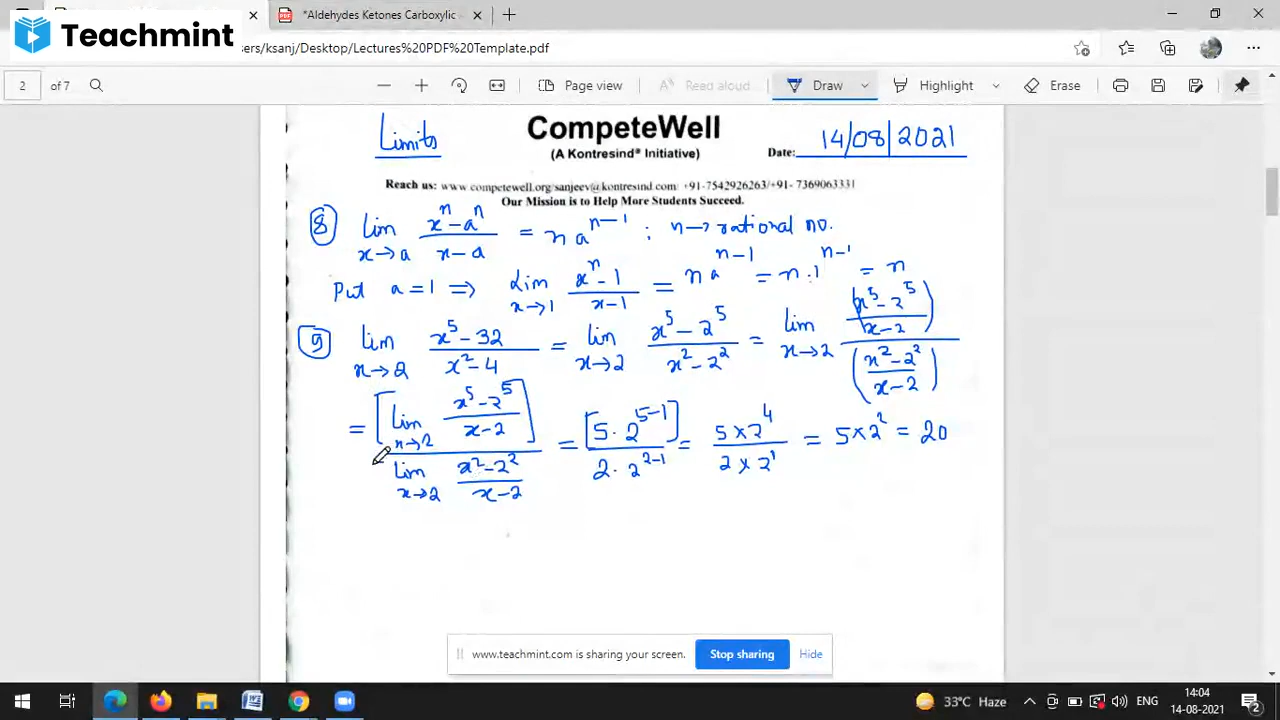 Teachmint
*Aldehydes Ketones Carboxylic
ers/ksanj/Desktop/Lectures%20PDF%20Template.pdf
2 of 7 Page view Read aloud Draw Highlight Erase
Limits CompeteWell 14/08/2021
(A Kontresind® Initiative) Date:
Reach us: www.competewell.org/sanjeev@kontresind.com/+91-7542926263/+91- 7369063331
Our Mission is to Help More Students Succeed.
8 lim x→a (x^n - a^n)/(x - a) = n a^(n-1) ; n → rational no.
Put a = 1 ⇒ Lim x→1 (x^n - 1)/(x - 1) = n a^(n-1) = n · 1^(n-1) = n
9 lim x→2 (x^5 - 32)/(x^2 - 4) = lim x→2 (x^5 - 2^5)/(x^2 - 2^2) = lim x→2 ((x^5 - 2^5)/(x - 2))/((x^2 - 2^2)/(x - 2))
= [lim x→2 (x^5 - 2^5)/(x - 2)]/(lim x→2 (x^2 - 2^2)/(x - 2)) = [5 · 2^(5-1)]/(2 · 2^(2-1)) = (5 × 2^4)/(2 × 2^1) = 5 × 2^2 = 20
www.teachmint.com is sharing your screen. Stop sharing Hide
33°C Haze ENG 14:04
14-08-2021 2